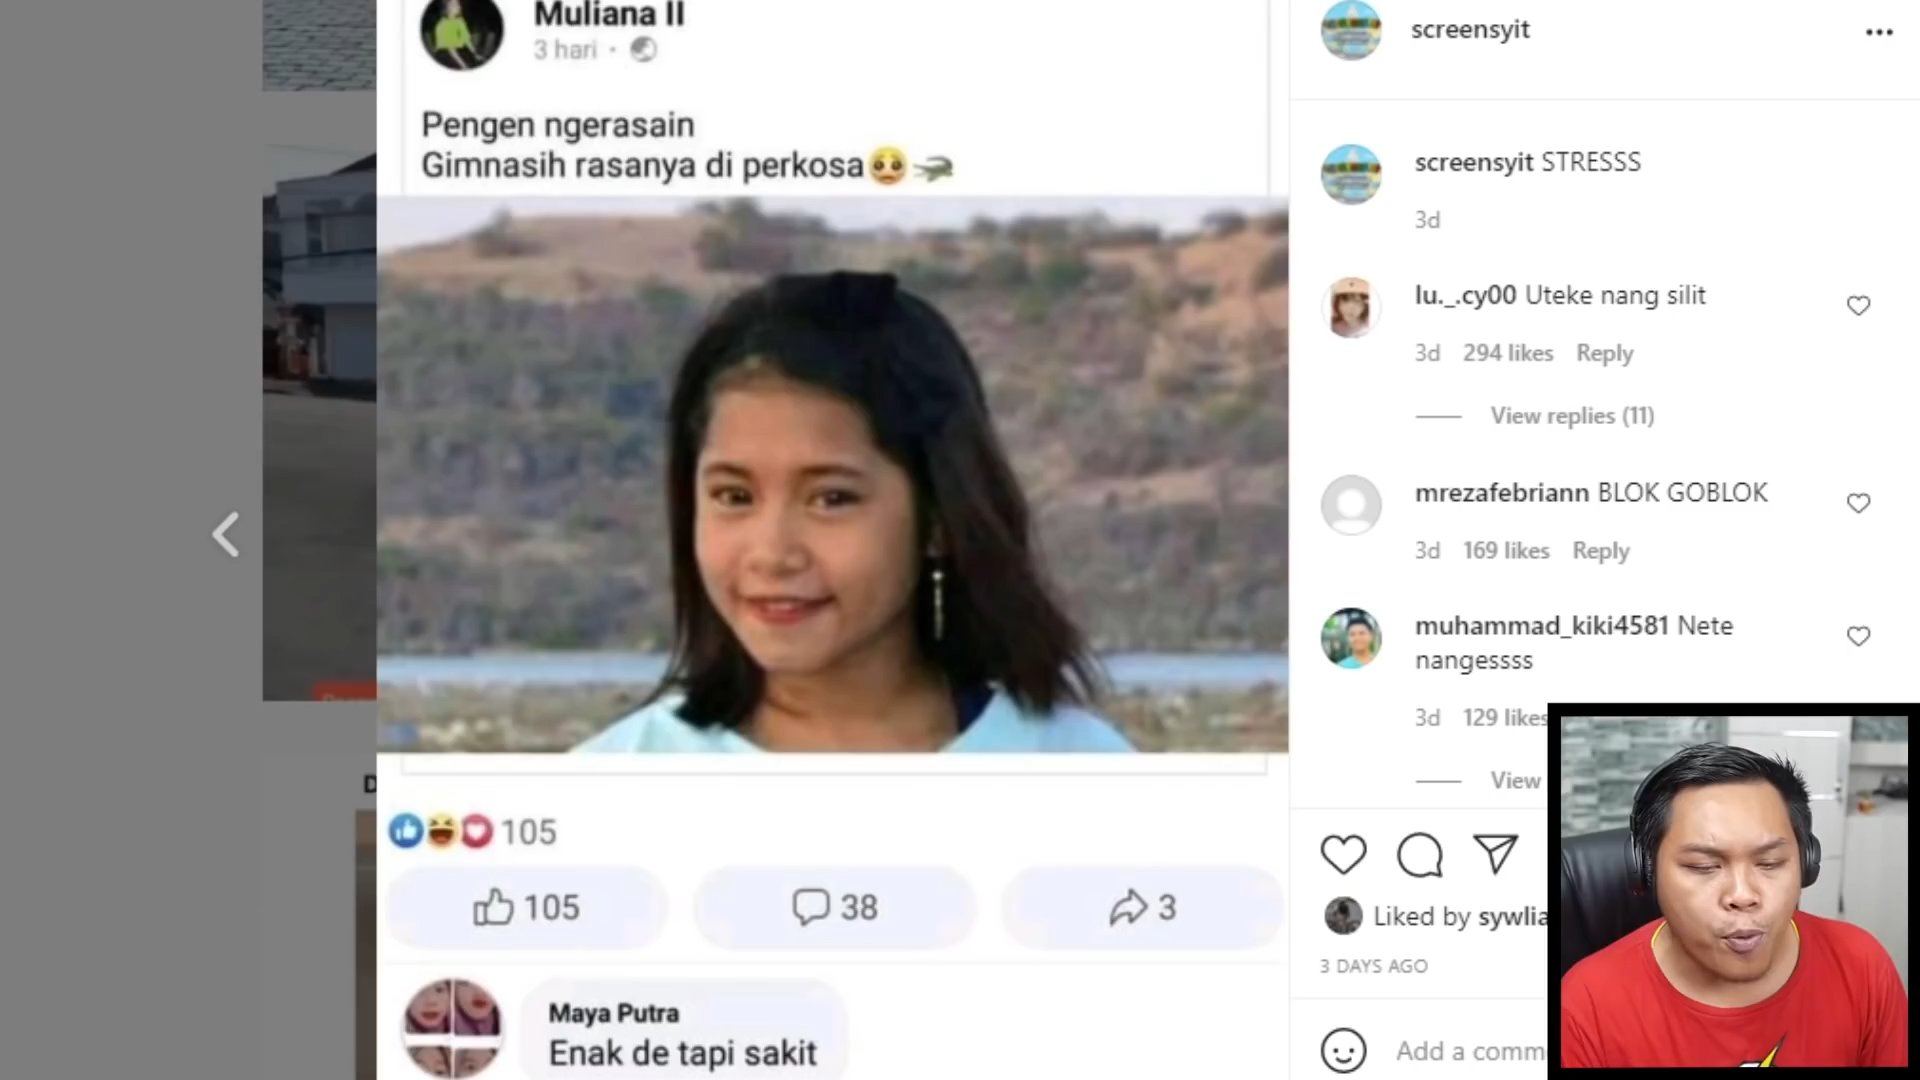 Muliana II
3 hari ·
Pengen ngerasain
Gimnasih rasanya di perkosa
105
105
38
3
Maya Putra
Enak de tapi sakit
screensyit
screensyit STRESSS
3d
lu._.cy00 Uteke nang silit
3d 294 likes Reply
View replies (11)
mrezafebriann BLOK GOBLOK
3d 169 likes Reply
muhammad_kiki4581 Nete
nangessss
3d 129 likes
View
Liked by sywlia
3 DAYS AGO
Add a comme